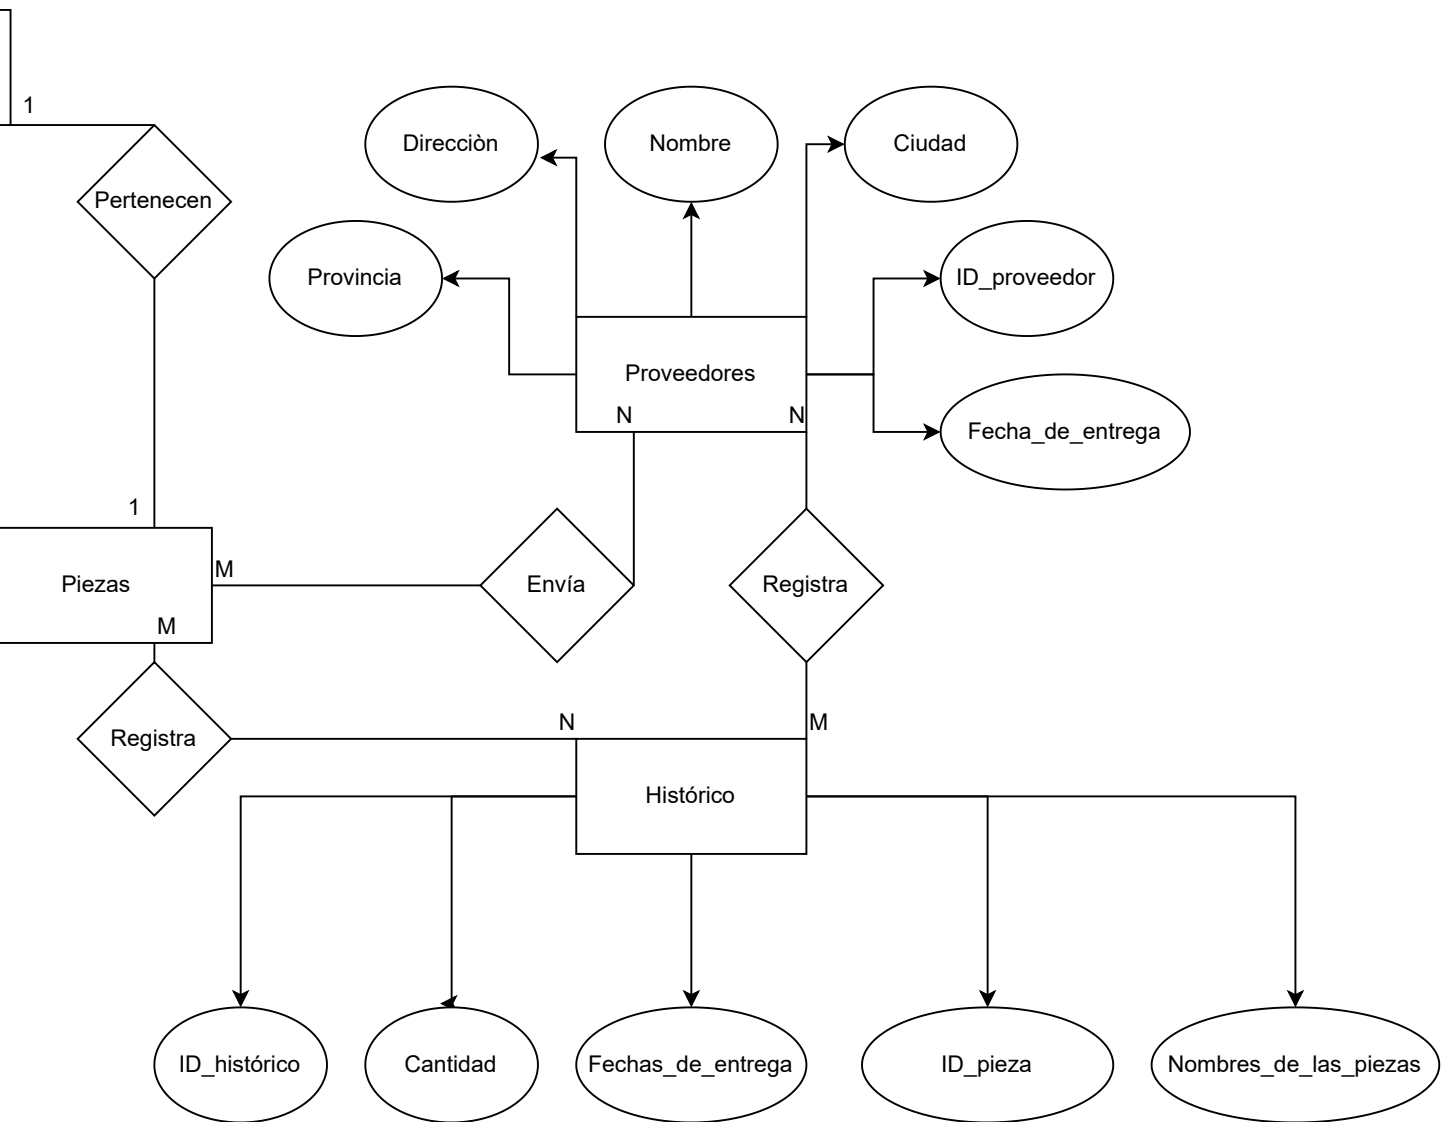 1
Direcciòn
Nombre
Ciudad
Pertenecen
Provincia
ID_proveedor
Proveedores
N
N
Fecha_de_entrega
1
Piezas
M
Envía
Registra
M
Registra
N
M
Histórico
ID_histórico
Cantidad
Fechas_de_entrega
ID_pieza
Nombres_de_las_piezas